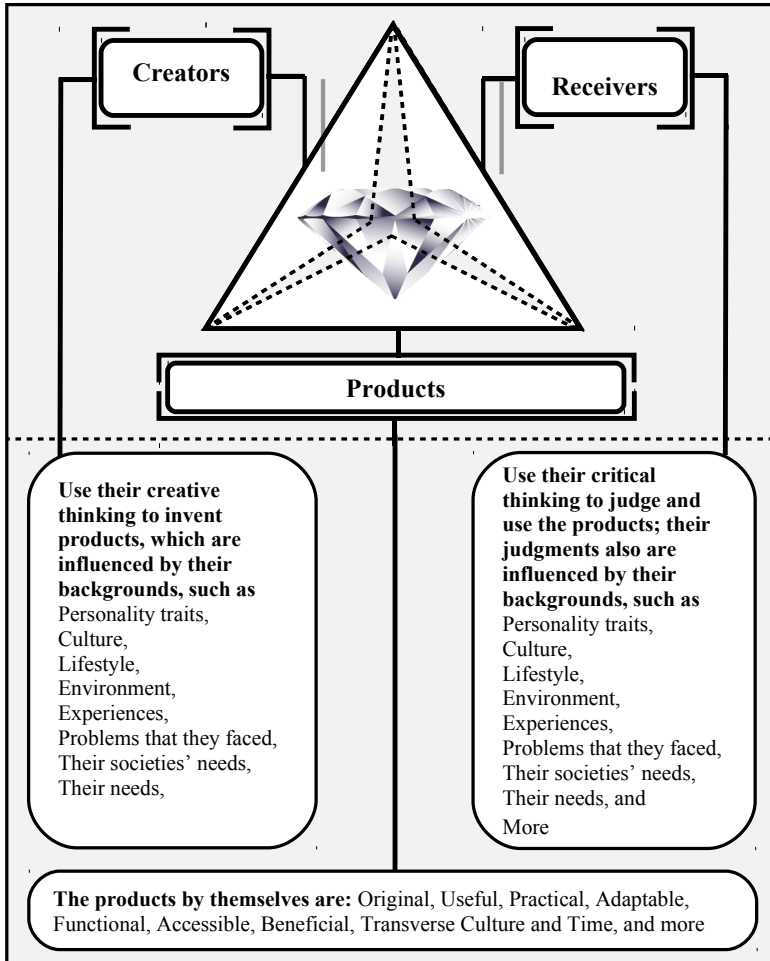 Creators
Receivers
Products
Use their creative
thinking to invent
products, which are
influenced by their
backgrounds, such as
Personality traits,
Culture,
Lifestyle,
Environment,
Experiences,
Problems that they faced,
Their societies’ needs,
Their needs,
Use their critical
thinking to judge and
use the products; their
judgments also are
influenced by their
backgrounds, such as
Personality traits,
Culture,
Lifestyle,
Environment,
Experiences,
Problems that they faced,
Their societies’ needs,
Their needs, and
More
The products by themselves are: Original, Useful, Practical, Adaptable,
Functional, Accessible, Beneficial, Transverse Culture and Time, and more